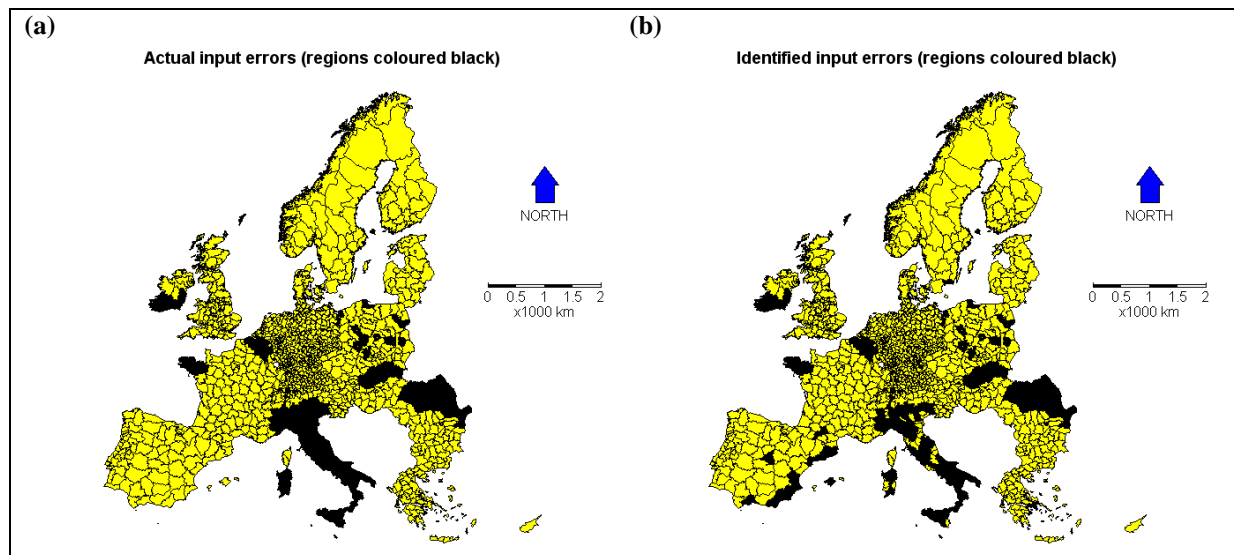 (a)
Actual input errors (regions coloured black)
NORTH
0 0.5 1 1.5 2
x1000 km
(b)
Identified input errors (regions coloured black)
NORTH
0 0.5 1 1.5 2
x1000 km